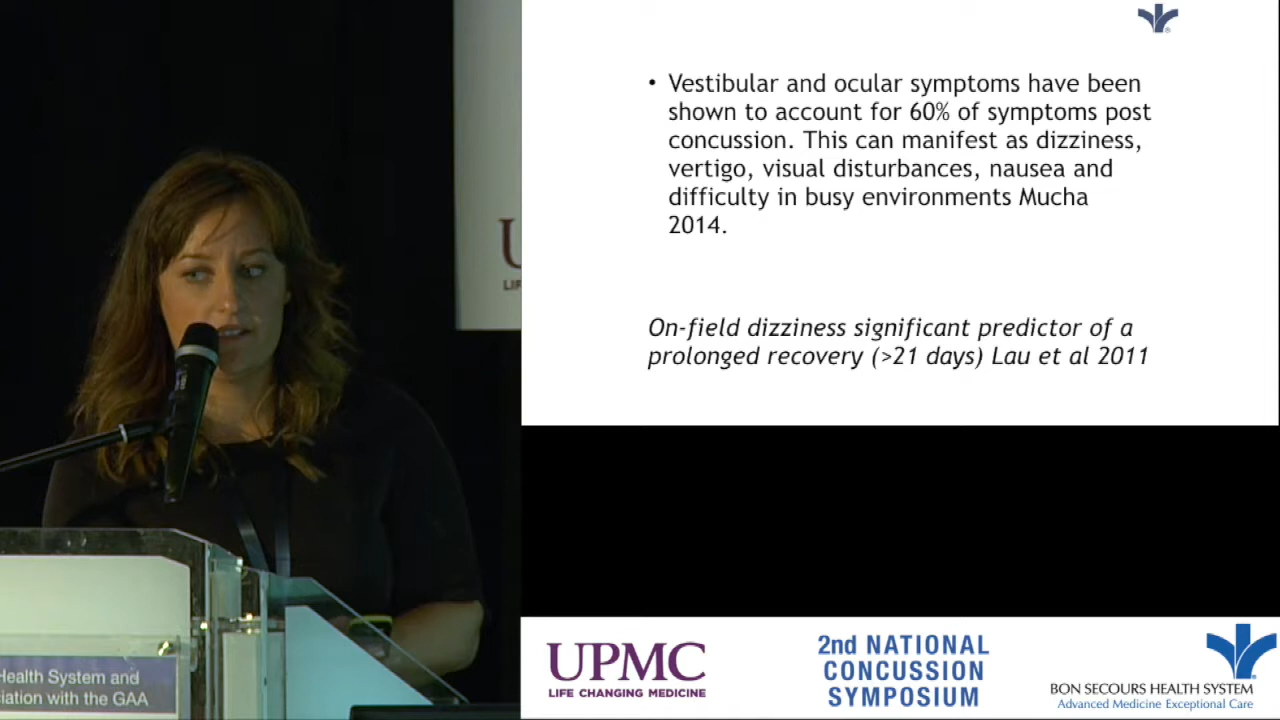 • Vestibular and ocular symptoms have been
shown to account for 60% of symptoms post
concussion. This can manifest as dizziness,
vertigo, visual disturbances, nausea and
difficulty in busy environments Mucha
2014.
On-field dizziness significant predictor of a
prolonged recovery (>21 days) Lau et al 2011
U
LIF
Health System and
iation with the GAA
UPMC
LIFE CHANGING MEDICINE
2nd NATIONAL
CONCUSSION
SYMPOSIUM
BON SECOURS HEALTH SYSTEM
Advanced Medicine Exceptional Care